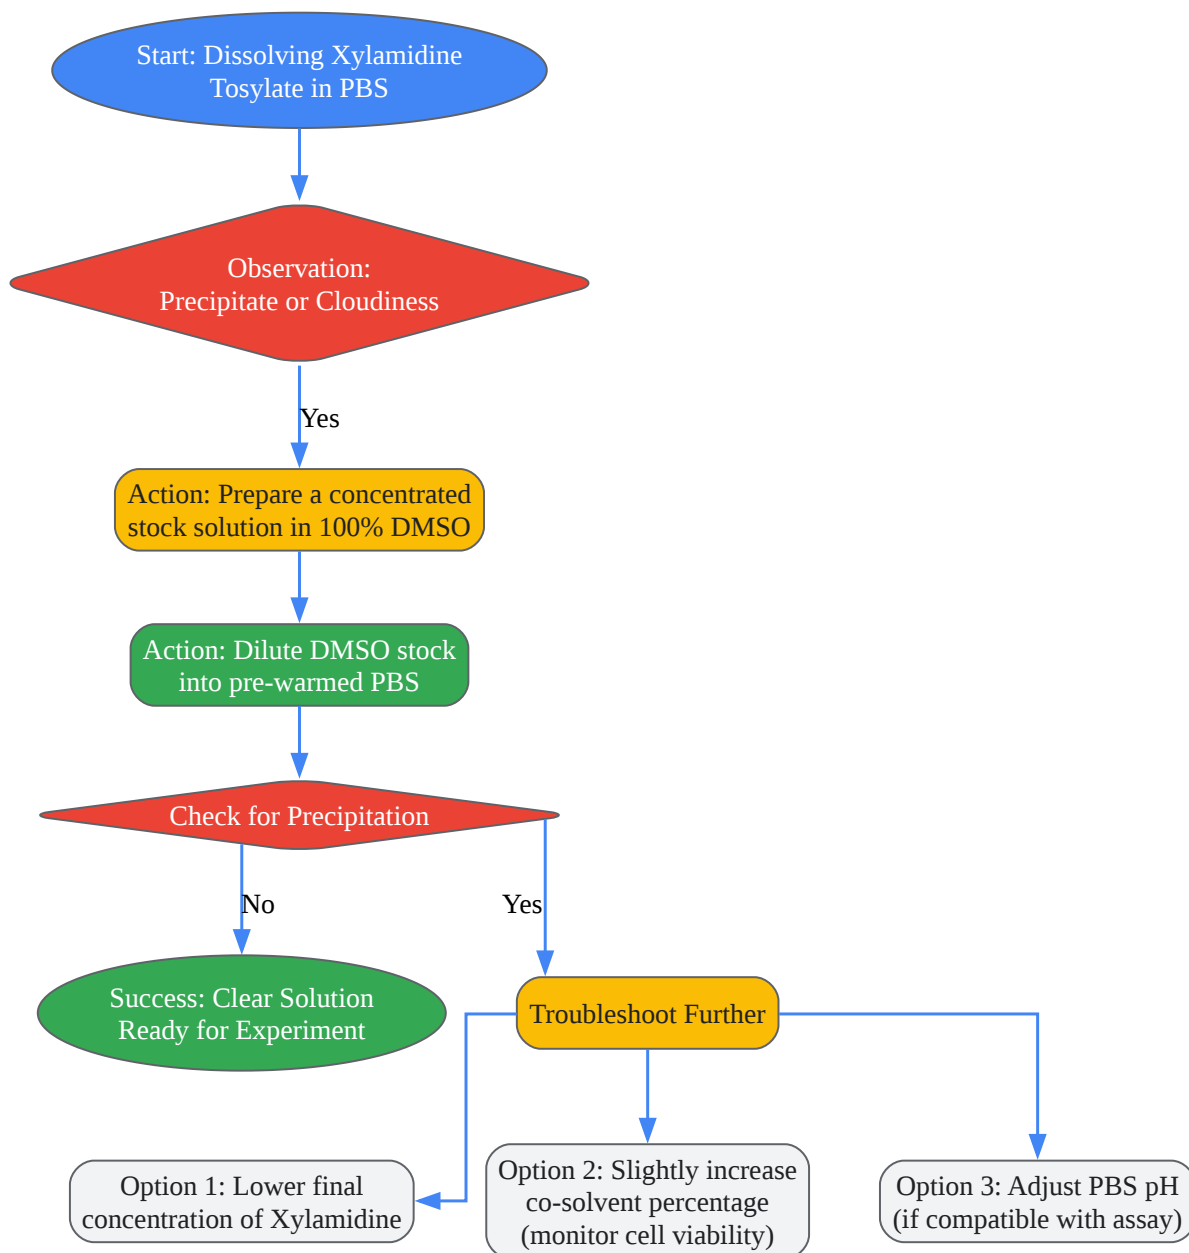 Start: Dissolving Xylamidine
Tosylate in PBS
Observation:
Precipitate or Cloudiness
Yes
Action: Prepare a concentrated
stock solution in 100% DMSO
Action: Dilute DMSO stock
into pre-warmed PBS
Check for Precipitation
No
Yes
Success: Clear Solution
Ready for Experiment
Troubleshoot Further
Option 1: Lower final
concentration of Xylamidine
Option 2: Slightly increase
co-solvent percentage
(monitor cell viability)
Option 3: Adjust PBS pH
(if compatible with assay)